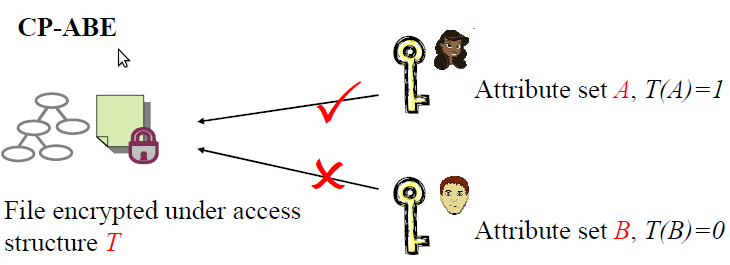 CP-ABE
Attribute set A, T(A)=1
File encrypted under access
structure T
Attribute set B, T(B)=0